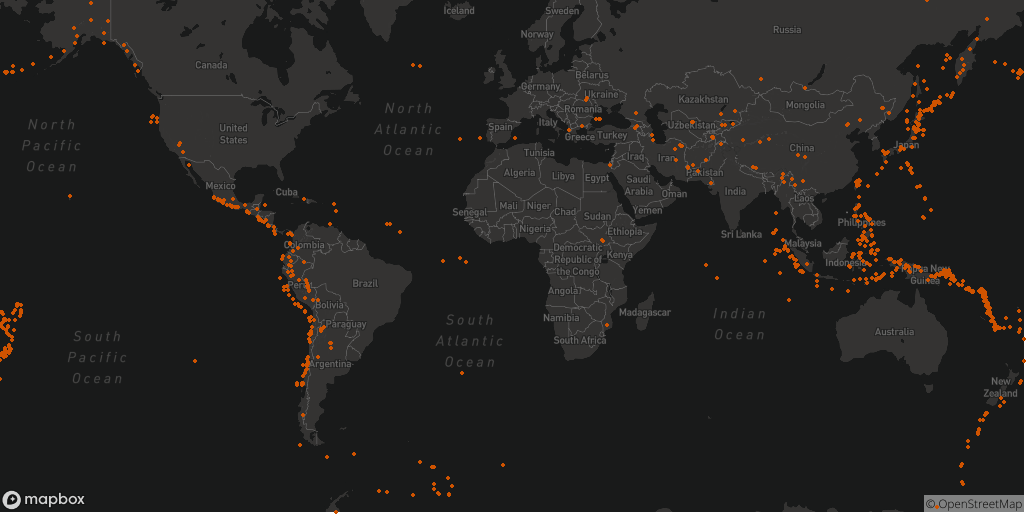 Iceland
Sweden
Norway
Russia
Canada
Belarus
Germany
Ukraine
Kazakhstan
Romania
Mongolia
North
Atlantic
Ocean
North
Pacific
Ocean
United
States
Spain
Italy
Greece
Turkey
Uzbekistan
China
Japan
Tunisia
Iraq
Iran
Algeria
Libya
Egypt
Pakistan
Saudi
Arabia
Oman
India
Mexico
Cuba
Laos
Senegal
Mali
Niger
Chad
Sudan
Yemen
Nigeria
Ethiopia
Sri Lanka
Philippines
Malaysia
Colombia
Democratic
Republic of
the Congo
Kenya
Indonesia
Papua New
Guinea
Peru
Brazil
Angola
Bolivia
Namibia
Madagascar
Indian
Ocean
South
Atlantic
Ocean
Paraguay
South Africa
Australia
South
Pacific
Ocean
Argentina
New
Zealand
mapbox
© OpenStreetMap